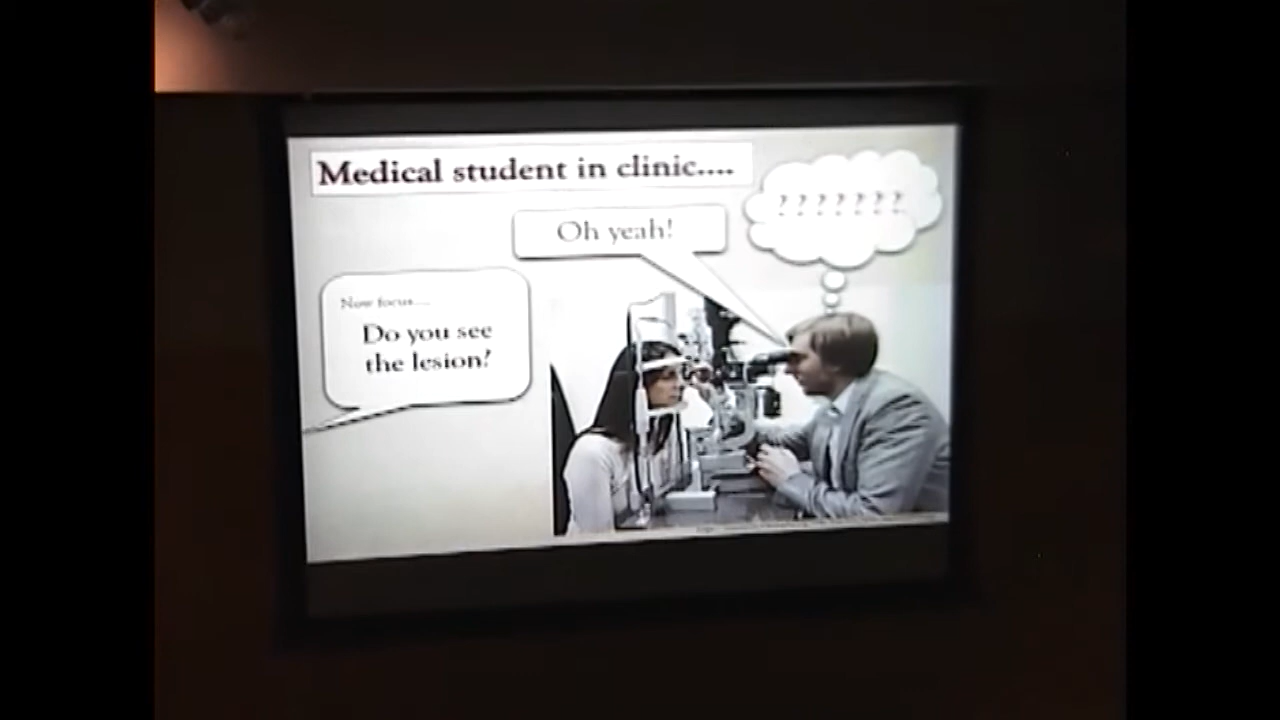 Medical student in clinic....
? ? ? ? ? ? ?
Oh yeah!
Now focus....
Do you see
the lesion?